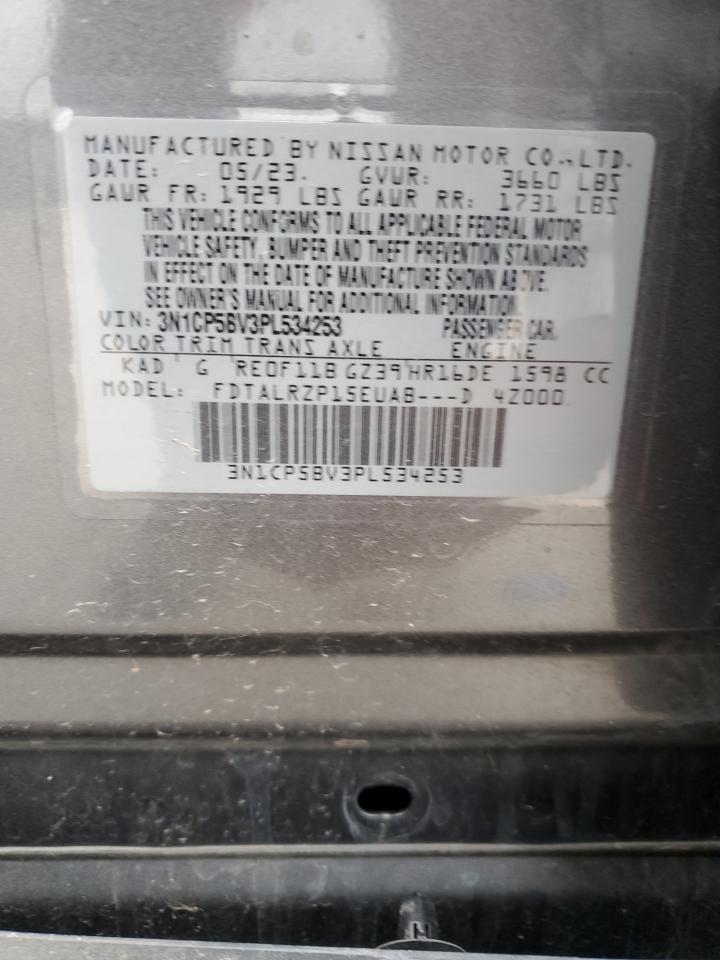 MANUFACTURED BY NISSAN MOTOR CO., LTD.
DATE: 05/23. GVWR: 3660 LBS
GAWR FR: 1929 LBS GAWR RR: 1731 LBS
THIS VEHICLE CONFORMS TO ALL APPLICABLE FEDERAL MOTOR
VEHICLE SAFETY, BUMPER AND THEFT PREVENTION STANDARDS
IN EFFECT ON THE DATE OF MANUFACTURE SHOWN ABOVE.
SEE OWNER'S MANUAL FOR ADDITIONAL INFORMATION.
VIN: 3N1CP5BV3PL534253 PASSENGER CAR.
COLOR TRIM TRANS AXLE ENGINE
KAD G RE0F11B GZ39 HR16DE 1598 CC
MODEL: FDTALRZP15EUAB---D 4Z000
3N1CP5BV3PL534253
H